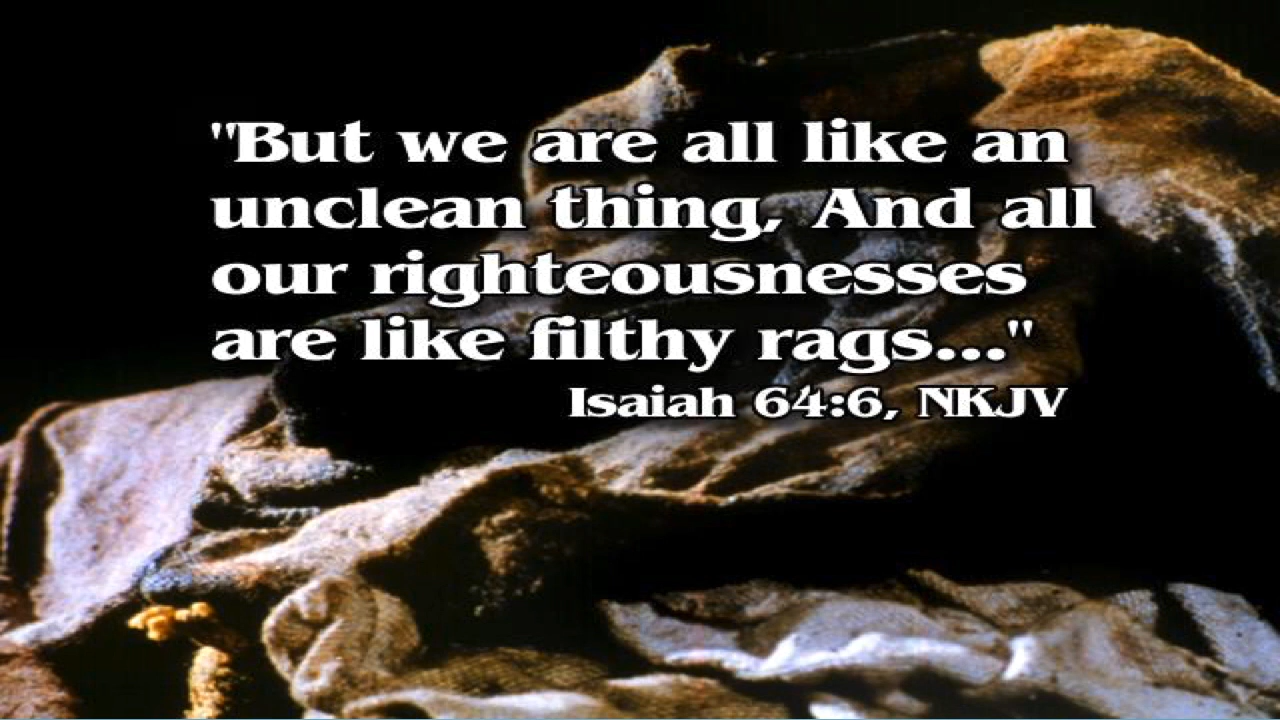 "But we are all like an
unclean thing, And all
our righteousnesses
are like filthy rags..."
Isaiah 64:6, NKJV